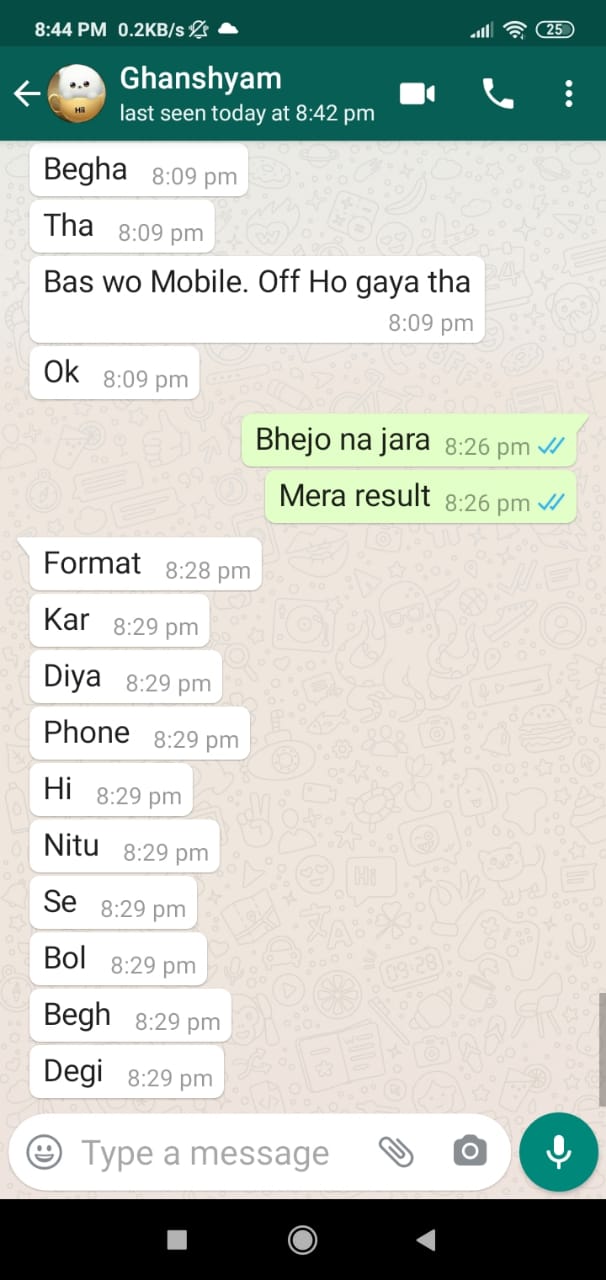 8:44 PM 0.2KB/s 25
Ghanshyam
last seen today at 8:42 pm
Hi
Begha 8:09 pm
Tha 8:09 pm
Bas wo Mobile. Off Ho gaya tha
8:09 pm
Ok 8:09 pm
Bhejo na jara 8:26 pm
Mera result 8:26 pm
Format 8:28 pm
Kar 8:29 pm
Diya 8:29 pm
Phone 8:29 pm
Hi 8:29 pm
Nitu 8:29 pm
Se 8:29 pm
Bol 8:29 pm
Begh 8:29 pm
Degi 8:29 pm
Type a message